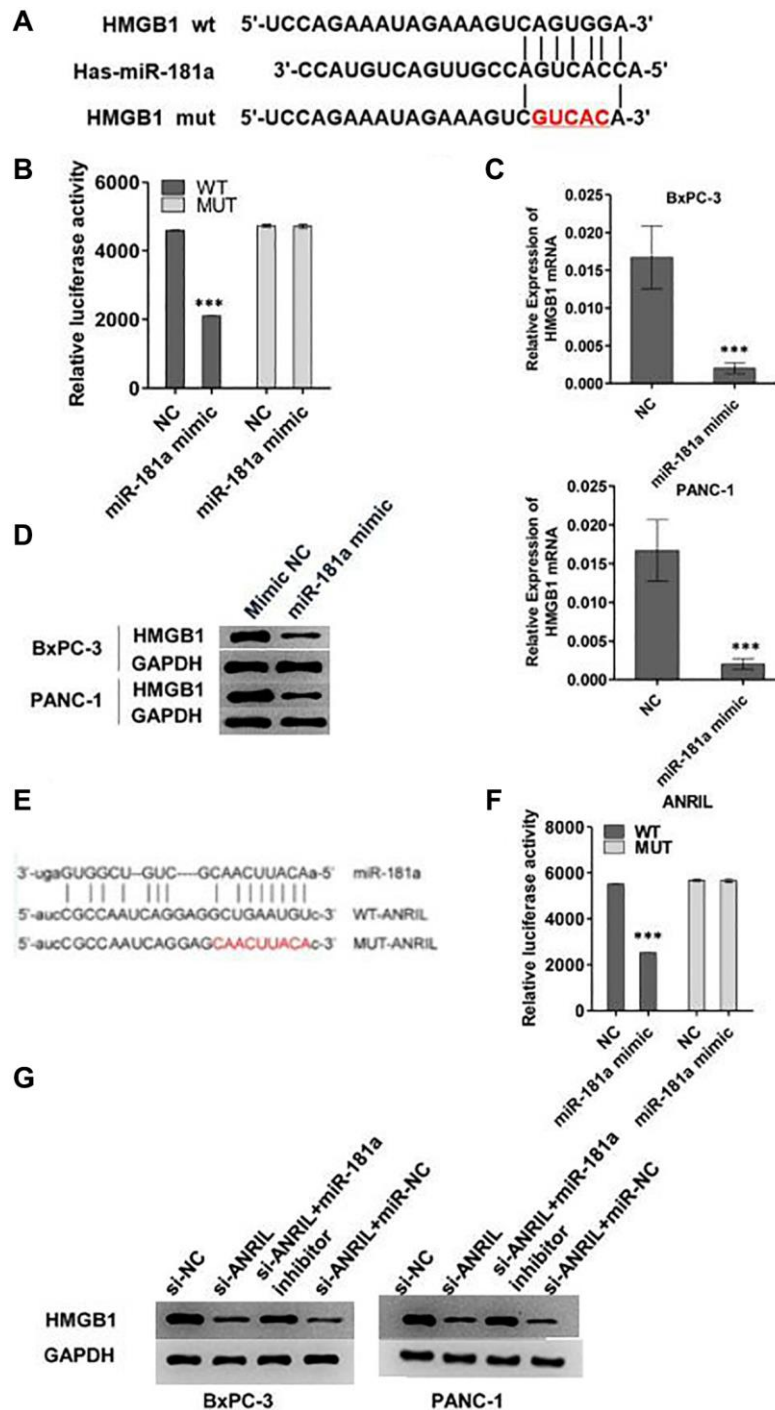 A
HMGB1 wt 5'-UCCAGAAAUAGAAAGUCAGUGGA-3'
Has-miR-181a 3'-CCAUGUCAGUUGCCAGUCACCA-5'
HMGB1 mut 5'-UCCAGAAAUAGAAAGUCGUCACA-3'
B
Relative luciferase activity
6000
4000
2000
0
WT
MUT
***
NC
miR-181a mimic
NC
miR-181a mimic
C
BxPC-3
Relative Expression of
HMGB1 mRNA
0.025
0.020
0.015
0.010
0.005
0.000
***
NC
miR-181a mimic
PANC-1
Relative Expression of
HMGB1 mRNA
0.025
0.020
0.015
0.010
0.005
0.000
***
NC
miR-181a mimic
D
Mimic NC
miR-181a mimic
BxPC-3
HMGB1
GAPDH
PANC-1
HMGB1
GAPDH
E
3'-ugaGUGGCU--GUC----GCAACUUACAa-5' miR-181a
5'-aucCGCCAAUCAGGAGGCUGAAUGUc-3' WT-ANRIL
5'-aucCGCCAAUCAGGAGCAACUUACAc-3' MUT-ANRIL
F
ANRIL
Relative luciferase activity
8000
6000
4000
2000
0
WT
MUT
***
NC
miR-181a mimic
NC
miR-181a mimic
G
si-NC
si-ANRIL
si-ANRIL+miR-181a
inhibitor
si-ANRIL+miR-NC
si-NC
si-ANRIL
si-ANRIL+miR-181a
inhibitor
si-ANRIL+miR-NC
HMGB1
GAPDH
BxPC-3
PANC-1